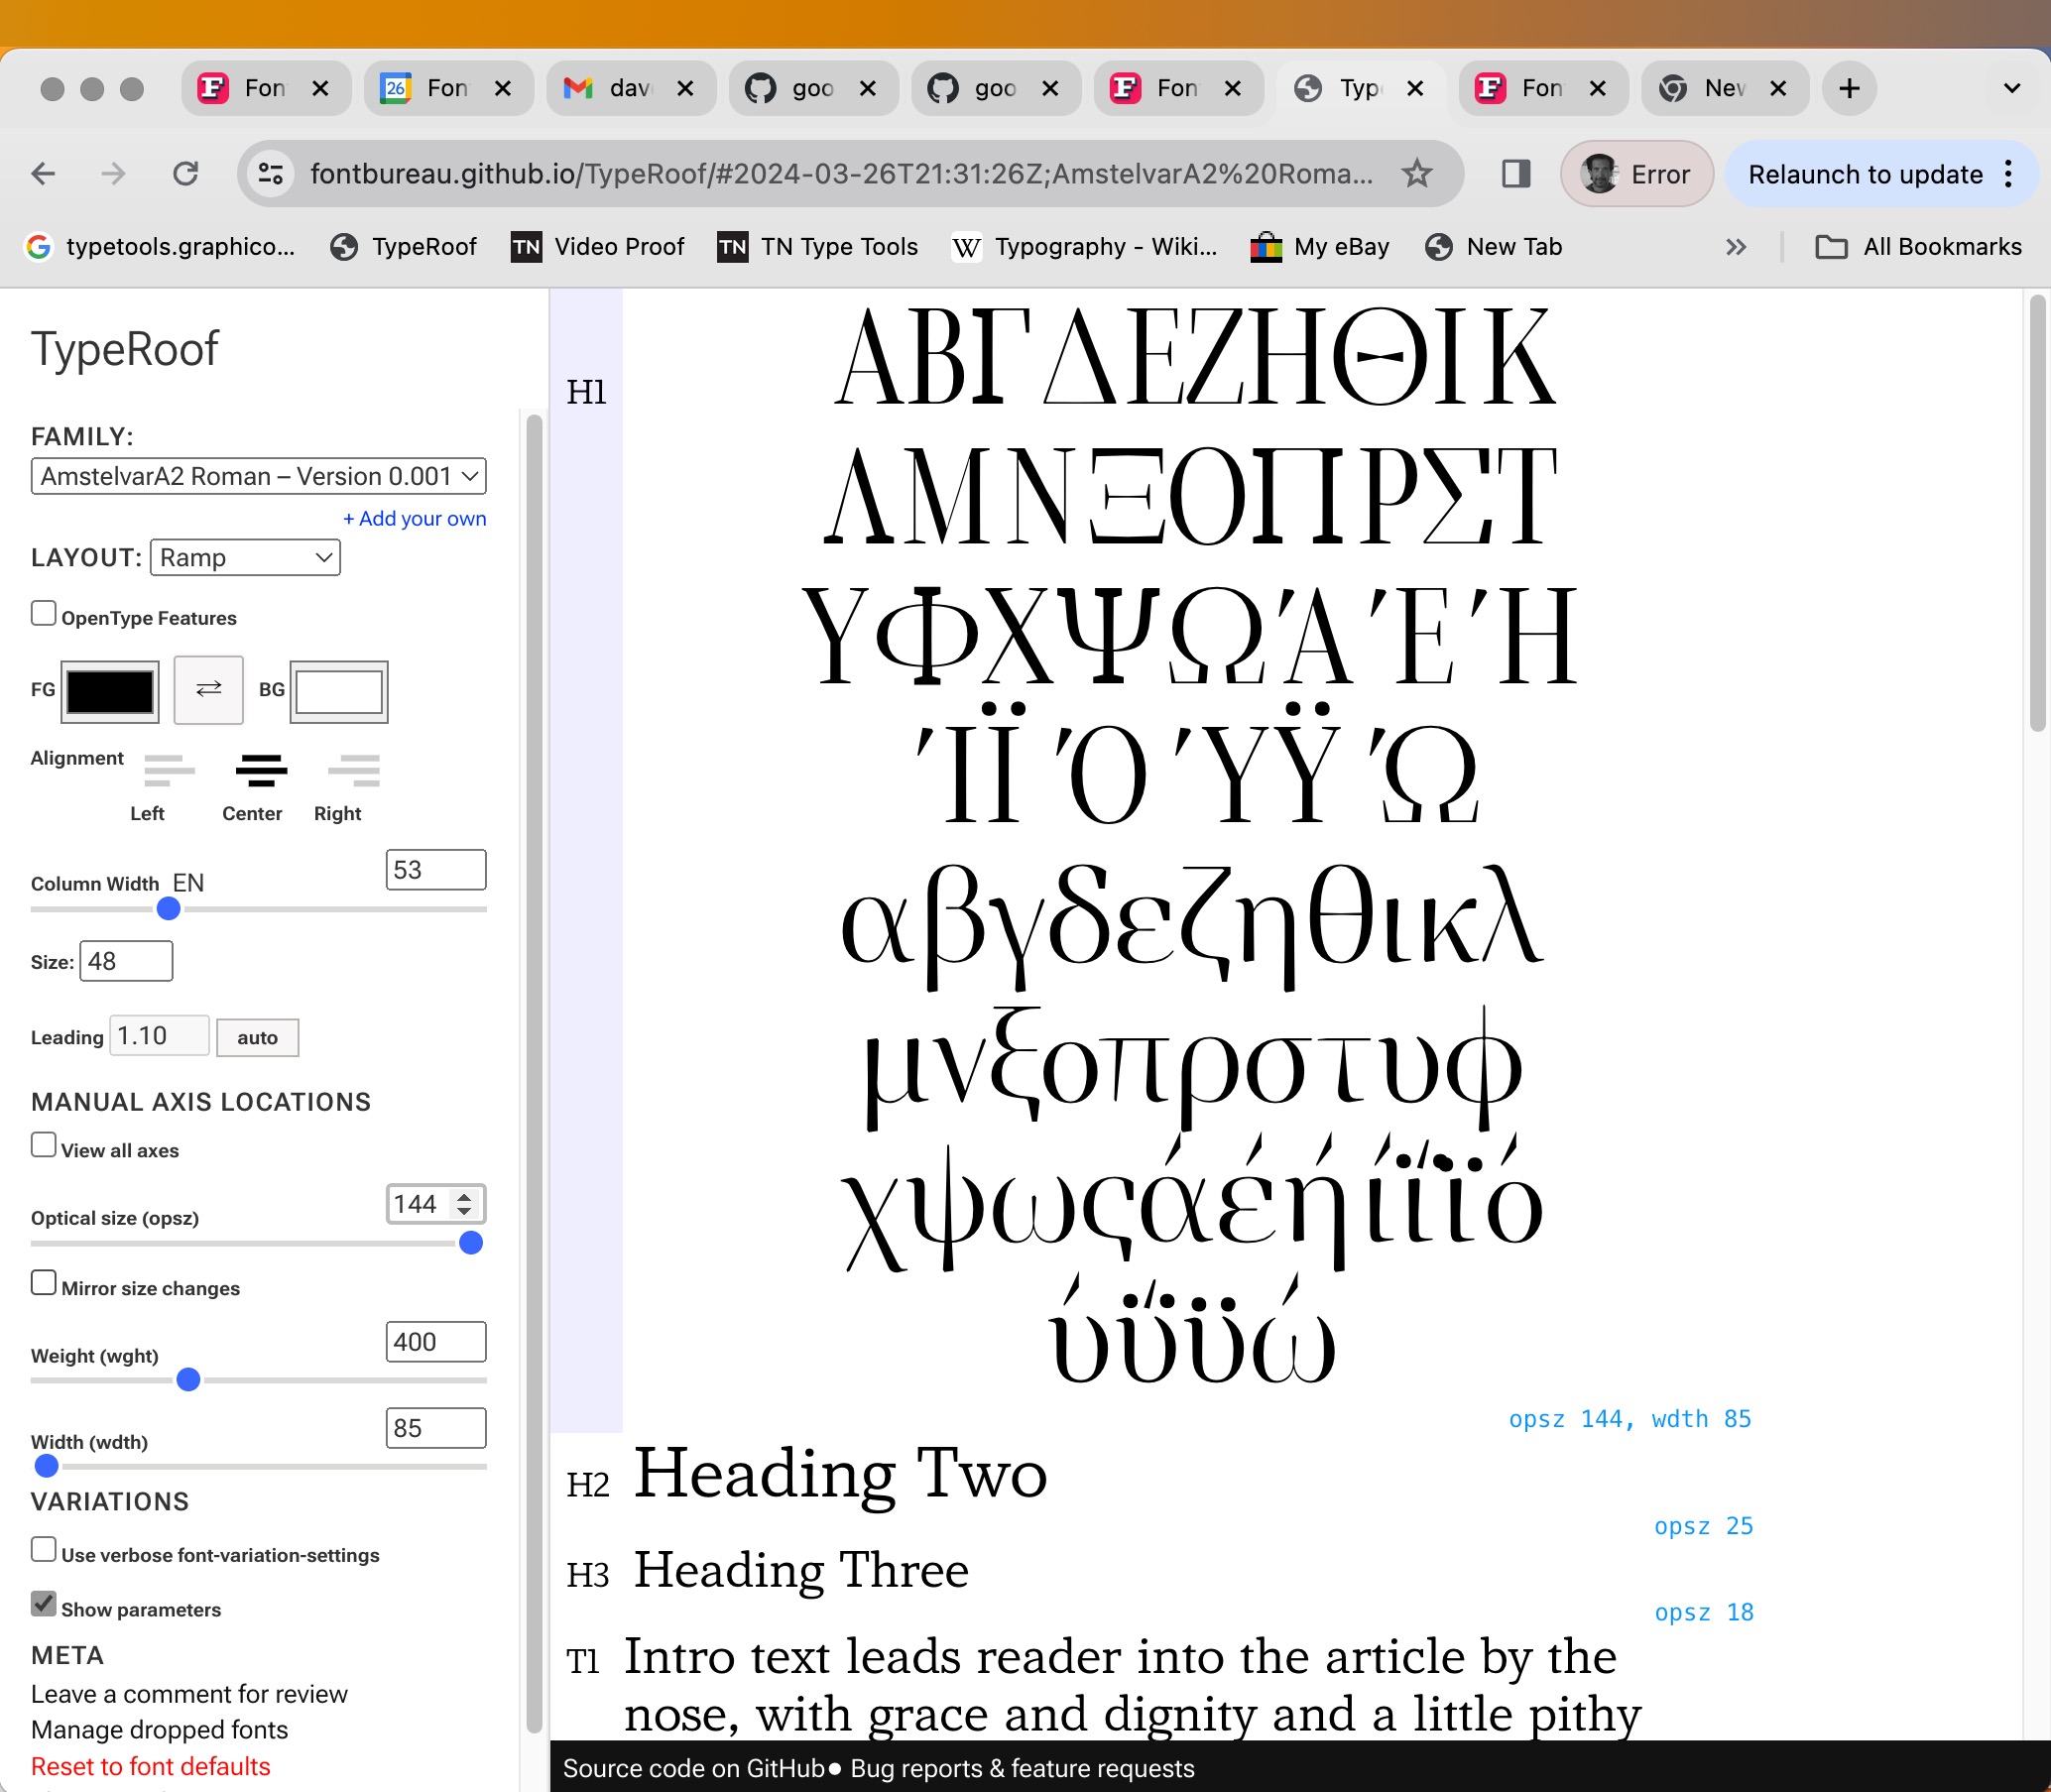 Fon
Fon
dav
goo
goo
Fon
Typ
Fon
New
fontbureau.github.io/TypeRoof/#2024-03-26T21:31:26Z;AmstelvarA2%20Roma...
Error
Relaunch to update
typetools.graphico...
TypeRoof
TN Video Proof
TN TN Type Tools
W Typography - Wiki...
My eBay
New Tab
All Bookmarks
TypeRoof
FAMILY:
AmstelvarA2 Roman – Version 0.001
+ Add your own
LAYOUT: Ramp
OpenType Features
FG
BG
Alignment
Left Center Right
Column Width EN 53
Size: 48
Leading 1.10 auto
MANUAL AXIS LOCATIONS
View all axes
Optical size (opsz) 144
Mirror size changes
Weight (wght) 400
Width (wdth) 85
VARIATIONS
Use verbose font-variation-settings
Show parameters
META
Leave a comment for review
Manage dropped fonts
Reset to font defaults
H1
ΑΒΓΔΕΖΗΘΙΚ
ΛΜΝΞΟΠΡΣΤ
ΥΦΧΨΩΆΈΉ
ΊΪΌΎΫΏ
αβγδεζηθικλ
μνξοπρστυφ
χψωςάέήίΐϊό
ύΰϋώ
opsz 144, wdth 85
H2 Heading Two
opsz 25
H3 Heading Three
opsz 18
T1 Intro text leads reader into the article by the
nose, with grace and dignity and a little pithy
Source code on GitHub● Bug reports & feature requests